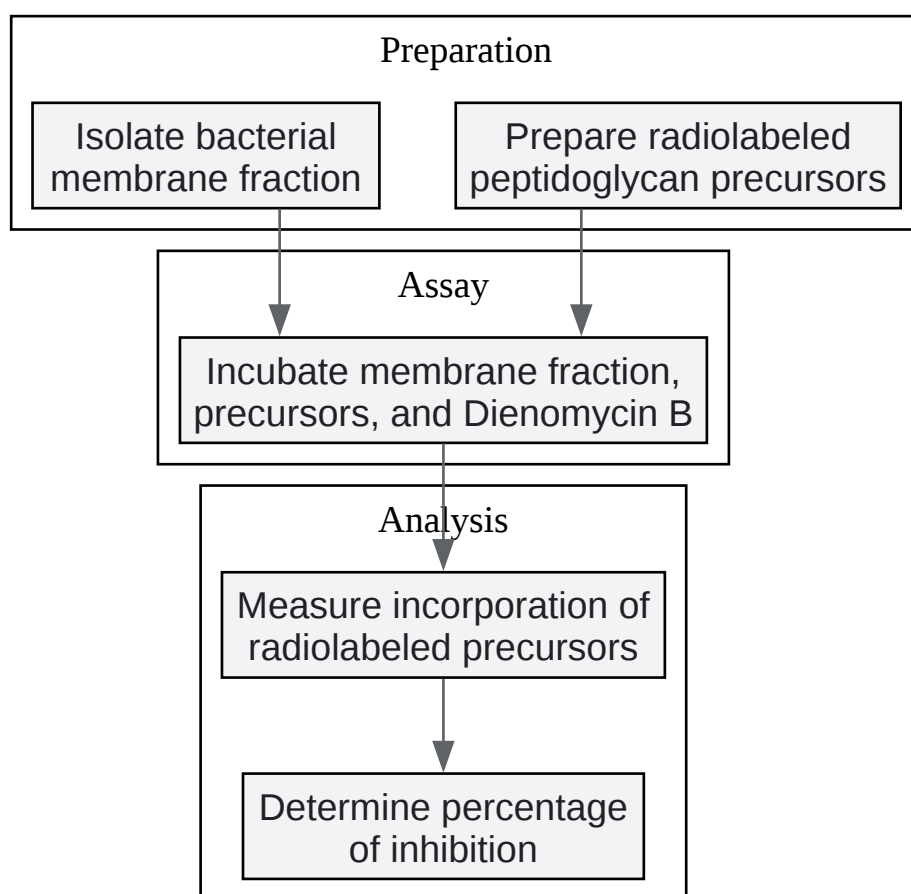 Preparation
Isolate bacterial
membrane fraction
Prepare radiolabeled
peptidoglycan precursors
Assay
Incubate membrane fraction,
precursors, and Dienomycin B
Analysis
Measure incorporation of
radiolabeled precursors
Determine percentage
of inhibition